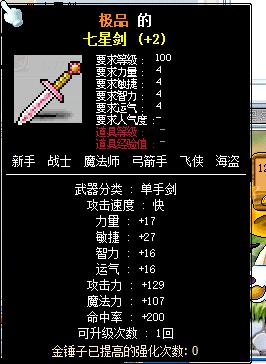 极品 的
七星剑 (+2)
要求等级： 100
要求力量： 4
要求敏捷： 4
要求智力： 4
要求运气： 4
要求人气度：-
道具等级： -
道具经验值：-
新手 战士 魔法师 弓箭手 飞侠 海盗
武器分类 : 单手剑
攻击速度 : 快
力量 : +17
敏捷 : +27
智力 : +16
运气 : +16
攻击力 : +129
魔法力 : +107
命中率 : +200
可升级次数 : 1回
金锤子已提高的强化次数: 0